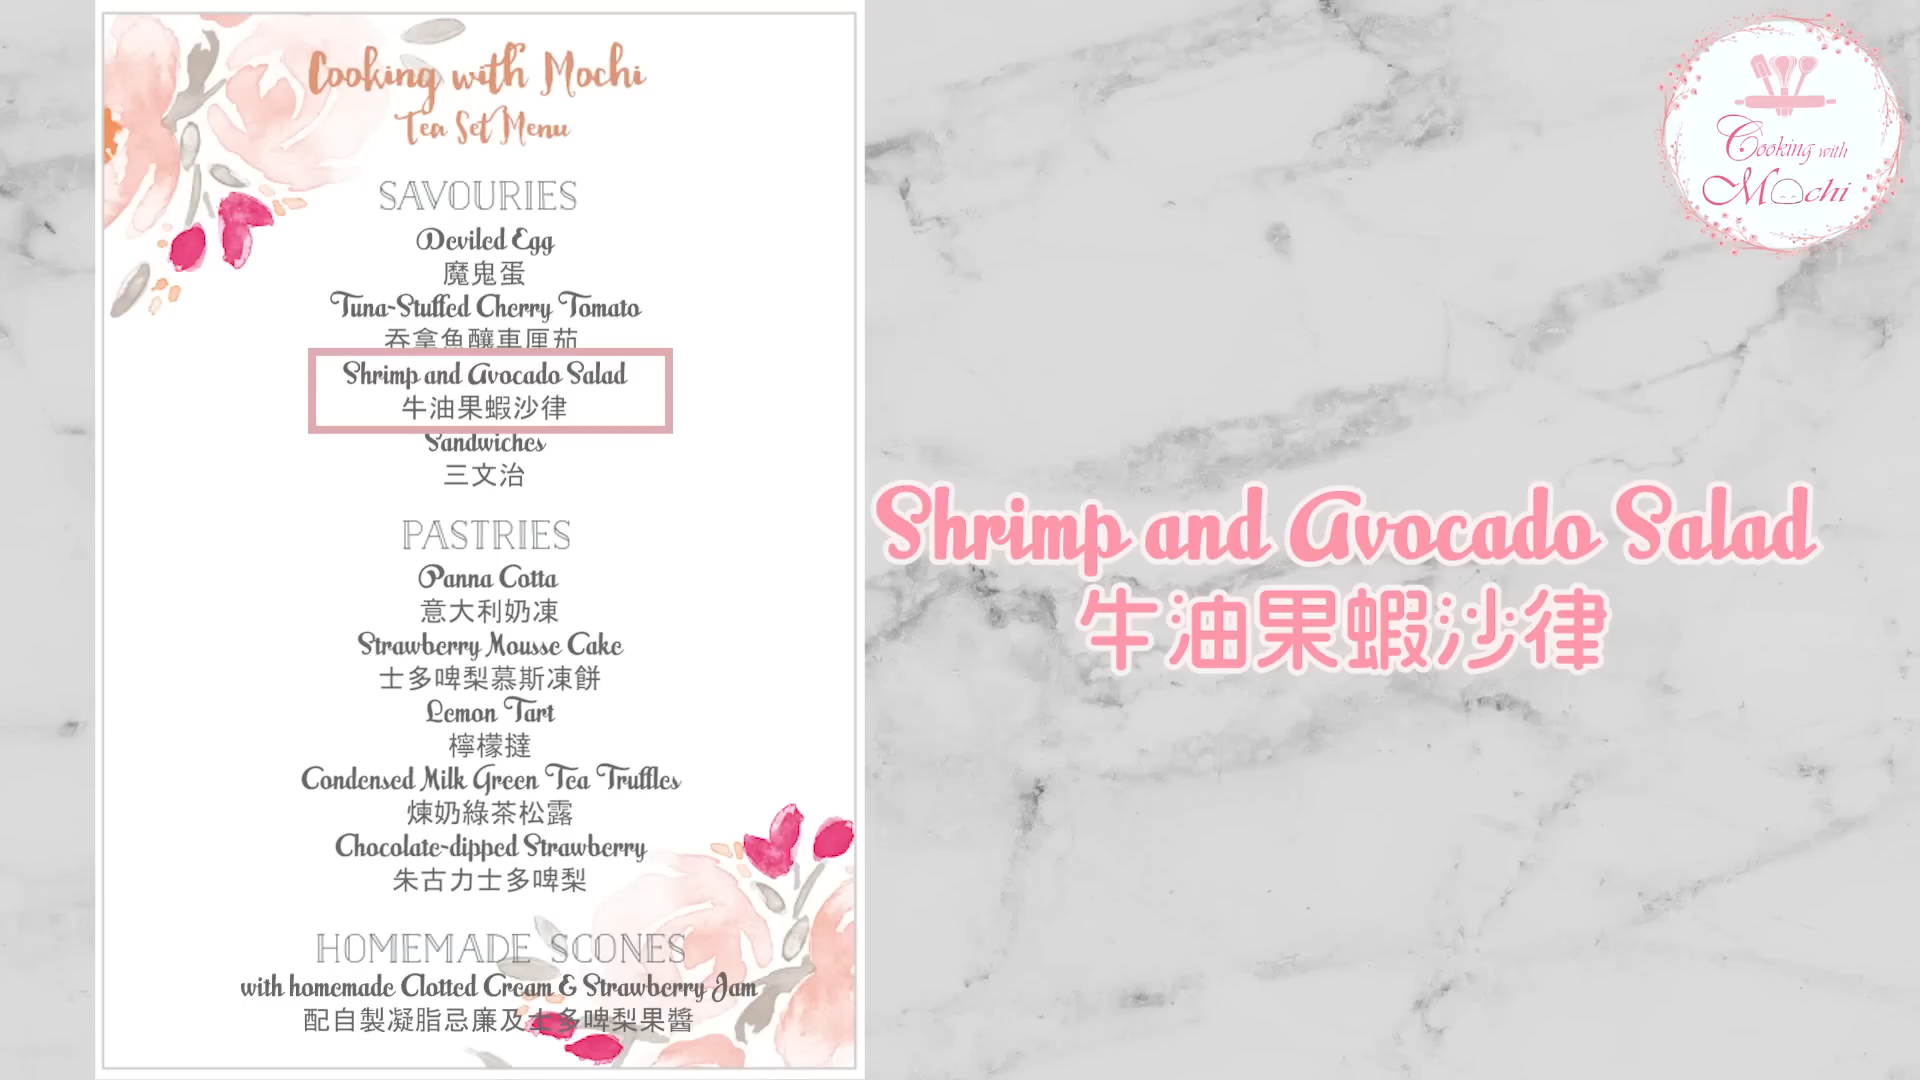 Cooking with Mochi
Tea Set Menu
SAVOURIES
Deviled Egg
魔鬼蛋
Tuna-Stuffed Cherry Tomato
吞拿魚釀車厘茄
Shrimp and Avocado Salad
牛油果蝦沙律
Sandwiches
三文治
PASTRIES
Panna Cotta
意大利奶凍
Strawberry Mousse Cake
士多啤梨慕斯凍餅
Lemon Tart
檸檬撻
Condensed Milk Green Tea Truffles
煉奶綠茶松露
Chocolate-dipped Strawberry
朱古力士多啤梨
HOMEMADE SCONES
with homemade Clotted Cream & Strawberry Jam
配自製凝脂忌廉及士多啤梨果醬
Shrimp and Avocado Salad
牛油果蝦沙律
Cooking with
Mochi